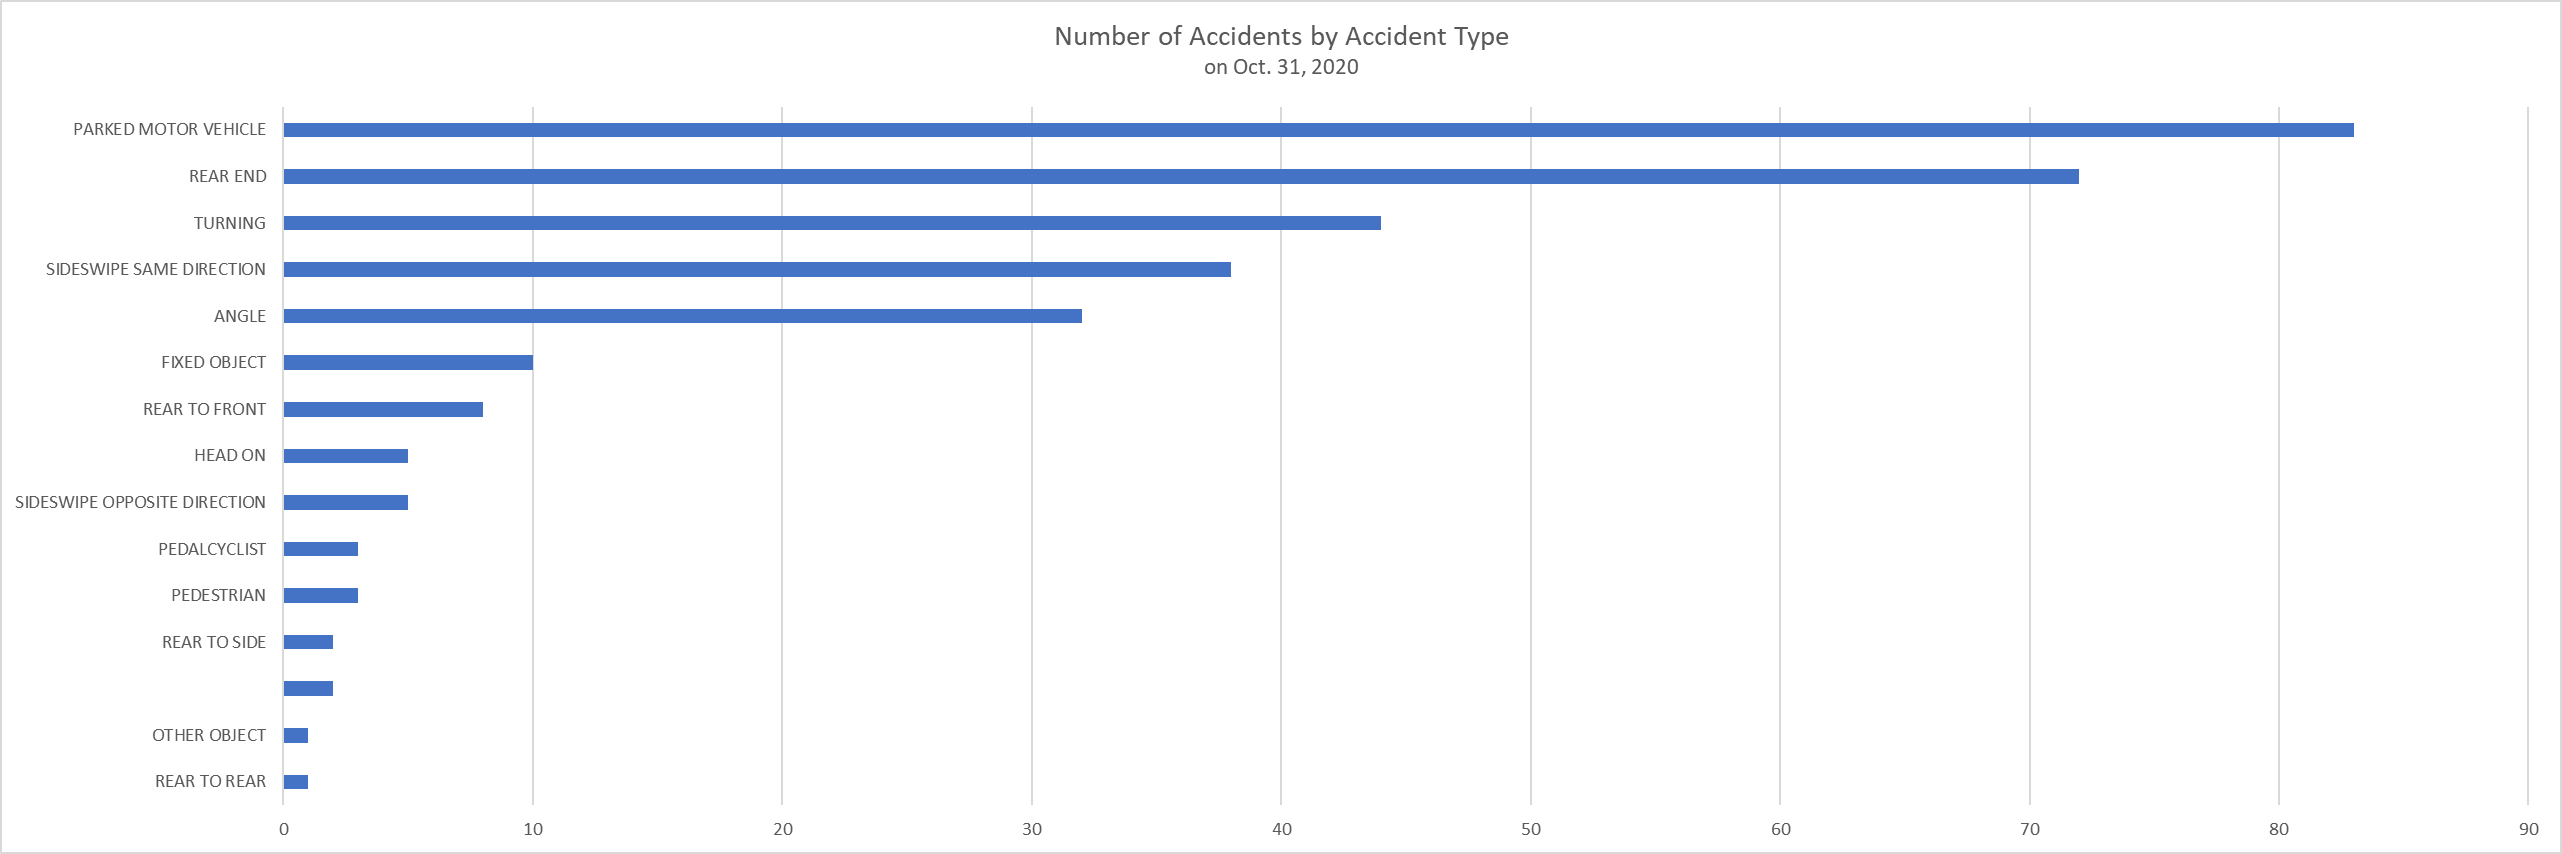 Number of Accidents by Accident Type
on Oct. 31, 2020
PARKED MOTOR VEHICLE
REAR END
TURNING
SIDESWIPE SAME DIRECTION
ANGLE
FIXED OBJECT
REAR TO FRONT
HEAD ON
SIDESWIPE OPPOSITE DIRECTION
PEDALCYCLIST
PEDESTRIAN
REAR TO SIDE
OTHER OBJECT
REAR TO REAR
0 10 20 30 40 50 60 70 80 90